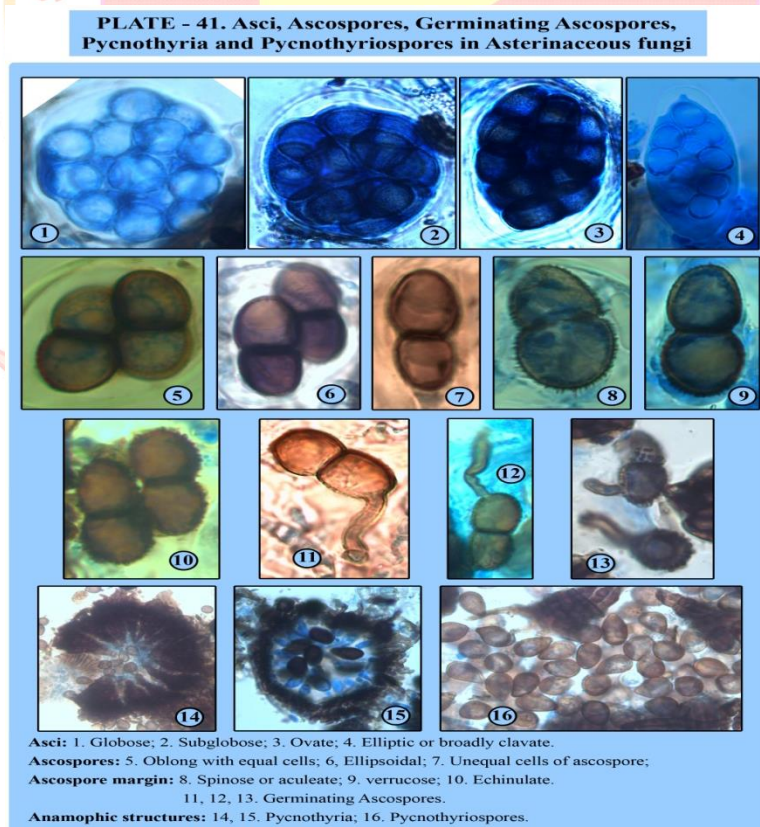 PLATE - 41. Asci, Ascospores, Germinating Ascospores,
Pycnothyria and Pycnothyriospores in Asterinaceous fungi
1
2
3
4
5
6
7
8
9
10
11
12
13
14
15
16
Asci: 1. Globose; 2. Subglobose; 3. Ovate; 4. Elliptic or broadly clavate.
Ascospores: 5. Oblong with equal cells; 6, Ellipsoidal; 7. Unequal cells of ascospore;
Ascospore margin: 8. Spinose or aculeate; 9. verrucose; 10. Echinulate.
11, 12, 13. Germinating Ascospores.
Anamophic structures: 14, 15. Pycnothyria; 16. Pycnothyriospores.